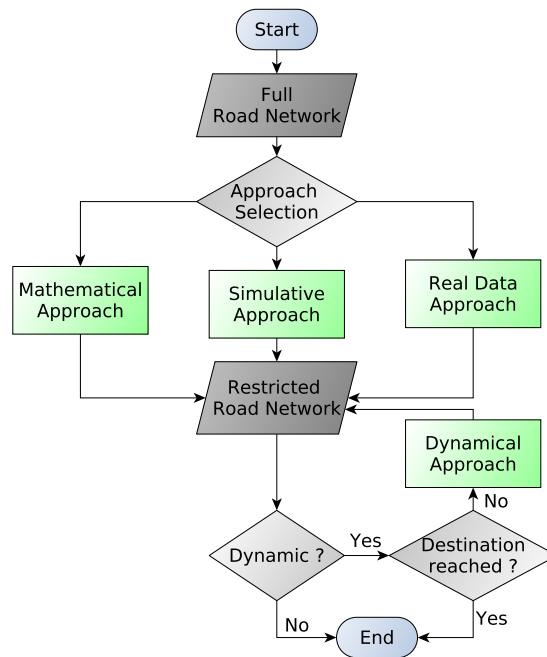 Start
Full
Road Network
Approach
Selection
Mathematical
Approach
Simulative
Approach
Real Data
Approach
Restricted
Road Network
Dynamical
Approach
No
Dynamic ?
Yes
Destination
reached ?
No
Yes
End